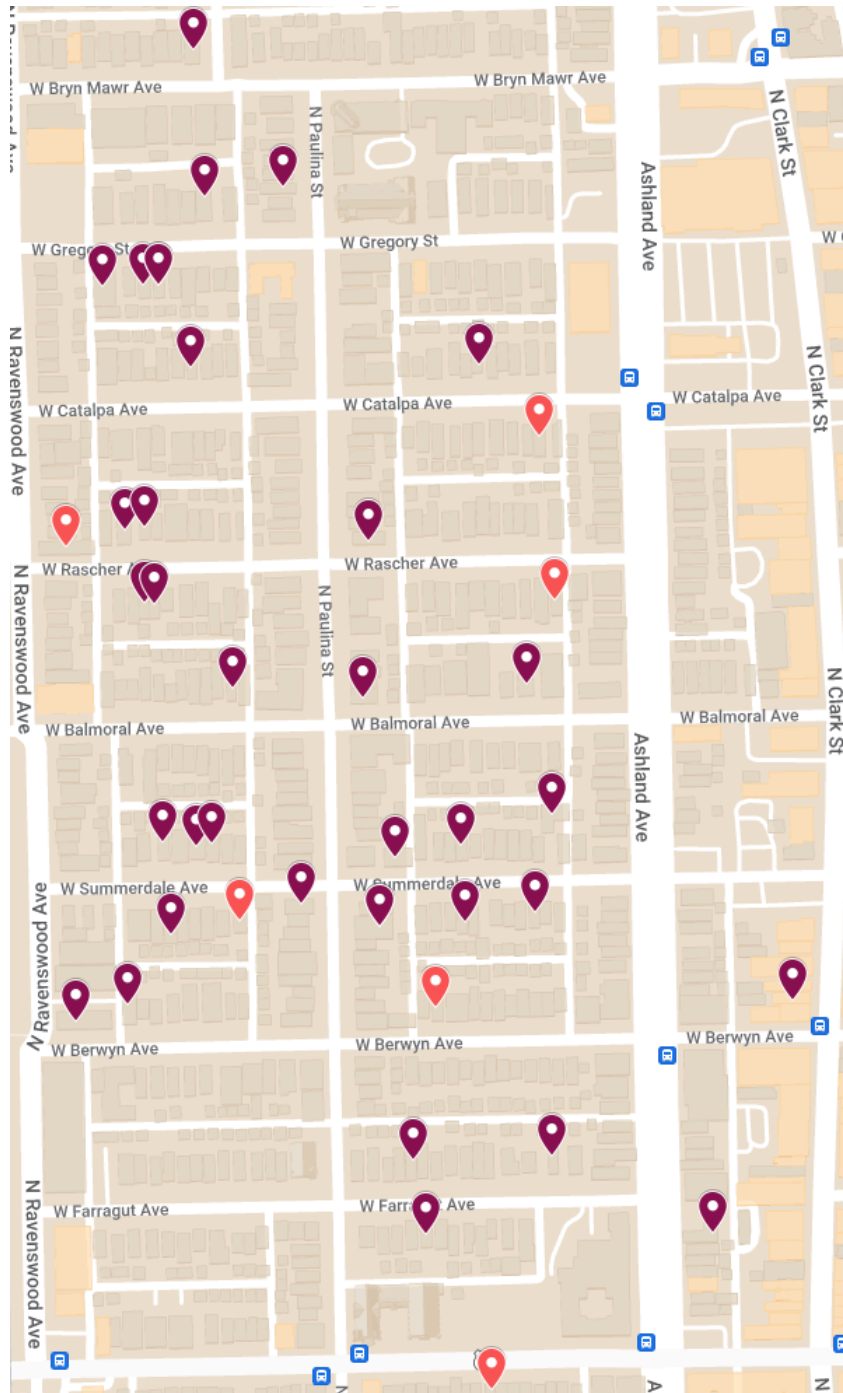 W Bryn Mawr Ave
W Bryn Mawr Ave
N Clark St
N Paulina St
Ashland Ave
W Gregory St
N Ravenswood Ave
N Clark St
W Catalpa Ave
W Catalpa Ave
W Catalpa Ave
W Rascher Ave
N Ravenswood Ave
N Paulina St
N Clark St
W Balmoral Ave
W Balmoral Ave
W Balmoral Ave
Ashland Ave
W Summerdale Ave
W Summerdale Ave
N Ravenswood Ave
W Berwyn Ave
W Berwyn Ave
W Berwyn Ave
N Ravenswood Ave
W Farragut Ave
A
N